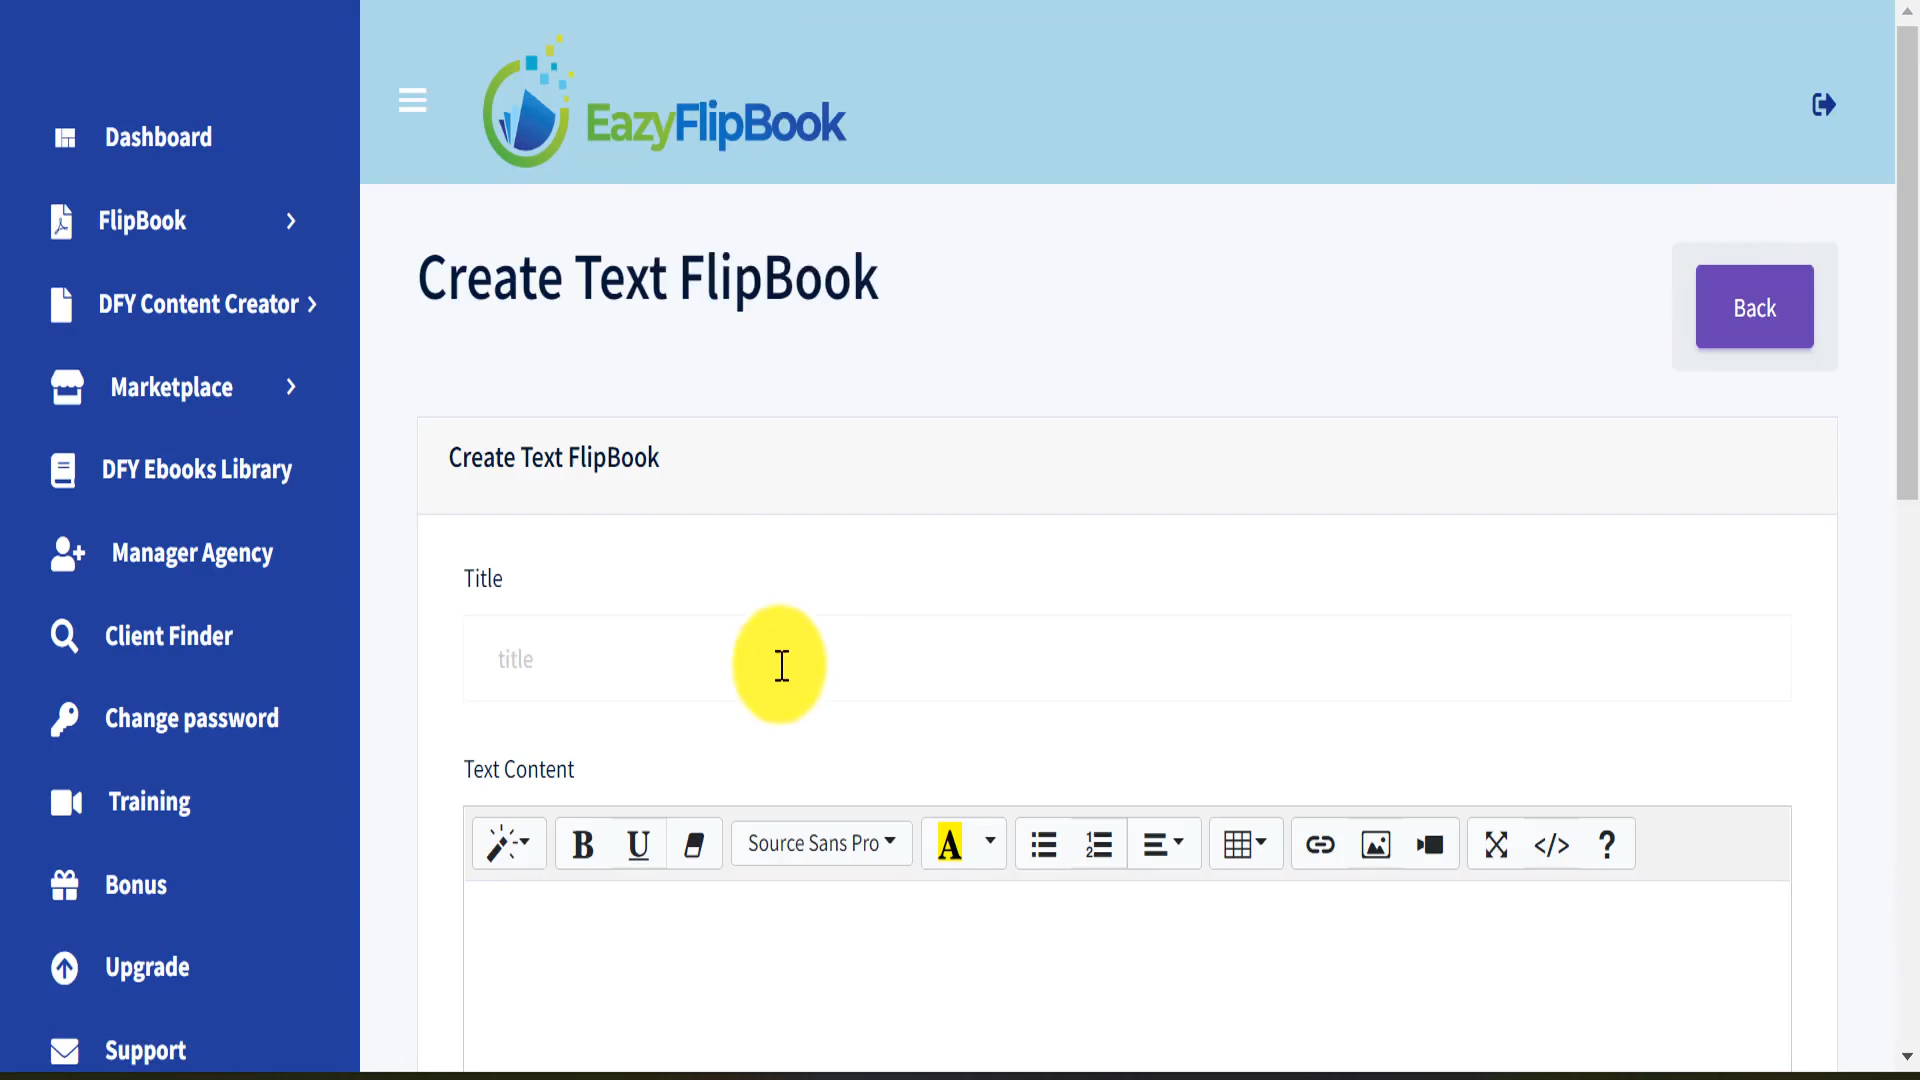 EazyFlipBook
Dashboard
FlipBook
DFY Content Creator
Marketplace
DFY Ebooks Library
Manager Agency
Client Finder
Change password
Training
Bonus
Upgrade
Support
Create Text FlipBook
Back
Create Text FlipBook
Title
title
Text Content
B U Source Sans Pro A </> ?